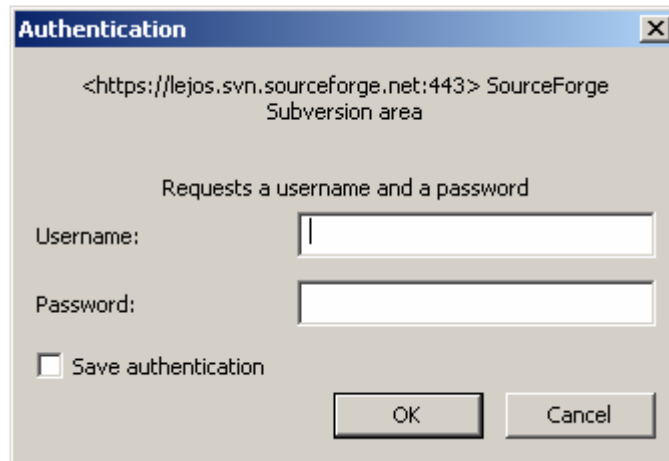 Authentication
<https://lejos.svn.sourceforge.net:443> SourceForge
Subversion area
Requests a username and a password
Username:
Password:
Save authentication
OK Cancel